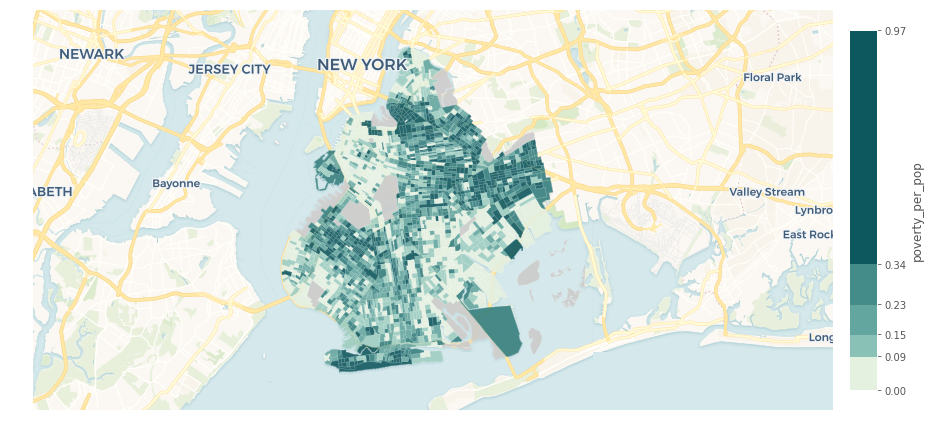 NEWARK
JERSEY CITY
NEW YORK
Floral Park
ABETH
Bayonne
Valley Stream
Lynbro
East Rock
Long
0.97
0.34
0.23
0.15
0.09
0.00
poverty_per_pop